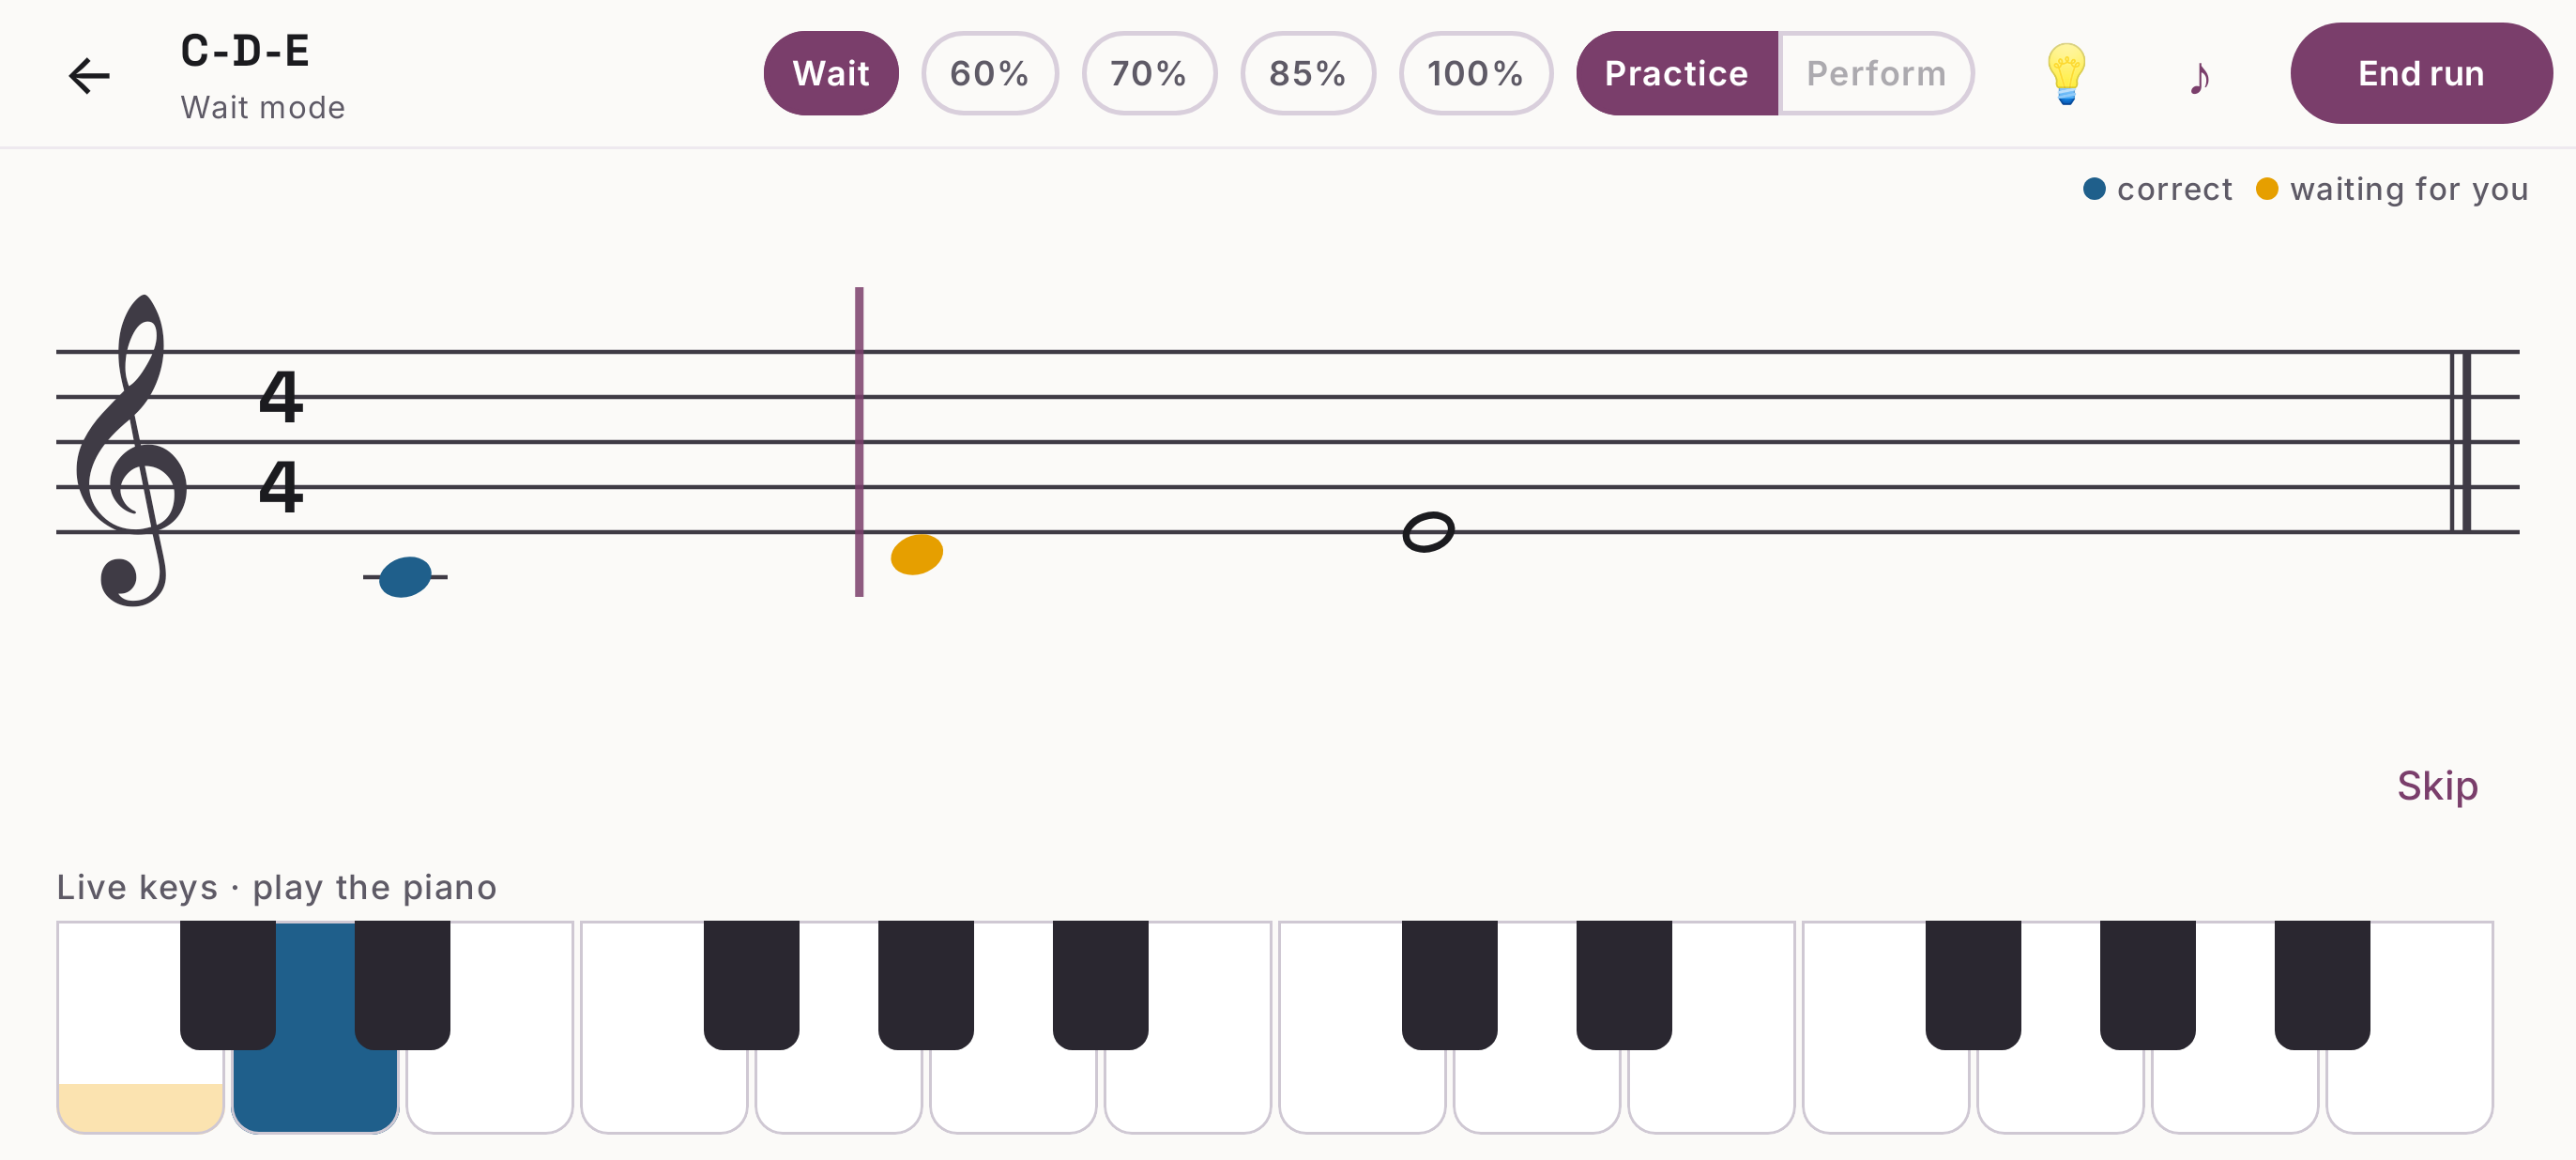 C-D-E
Wait mode
Wait 60% 70% 85% 100% Practice Perform End run
correct waiting for you
4
4
Skip
Live keys · play the piano